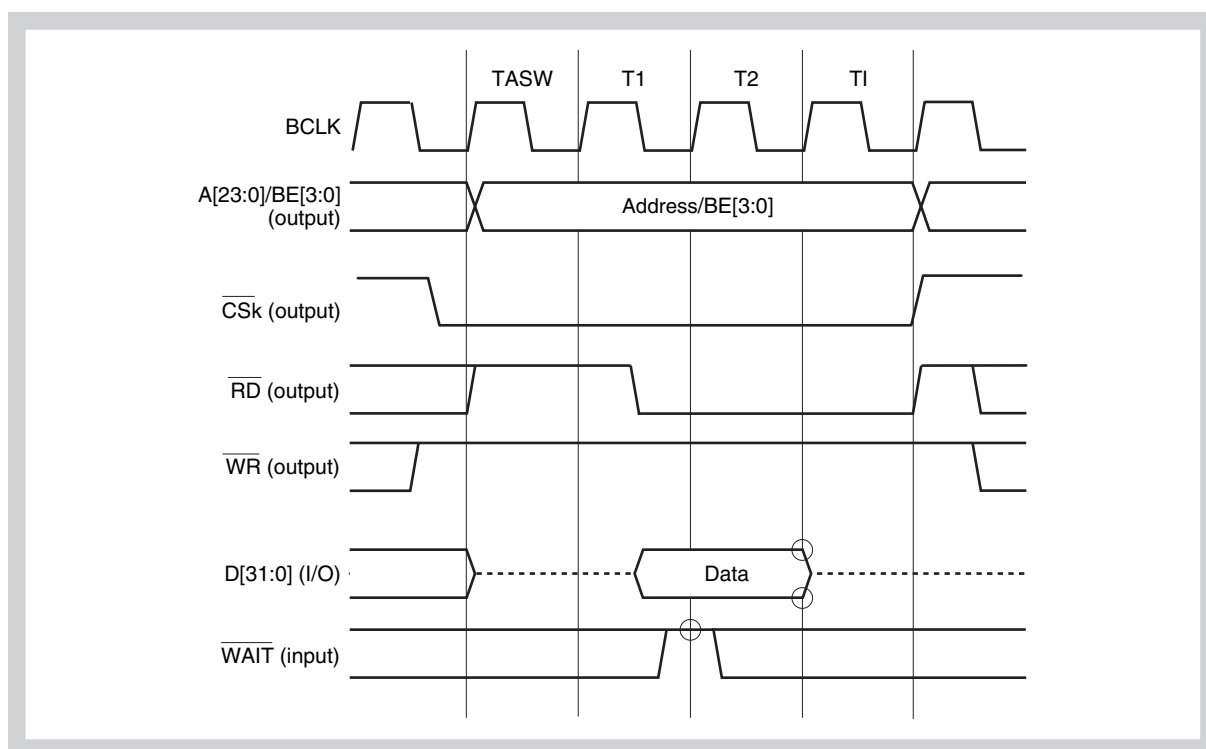 TASW T1 T2 TI
BCLK
A[23:0]/BE[3:0]
(output)
Address/BE[3:0]
CSk (output)
RD (output)
WR (output)
D[31:0] (I/O)
Data
WAIT (input)